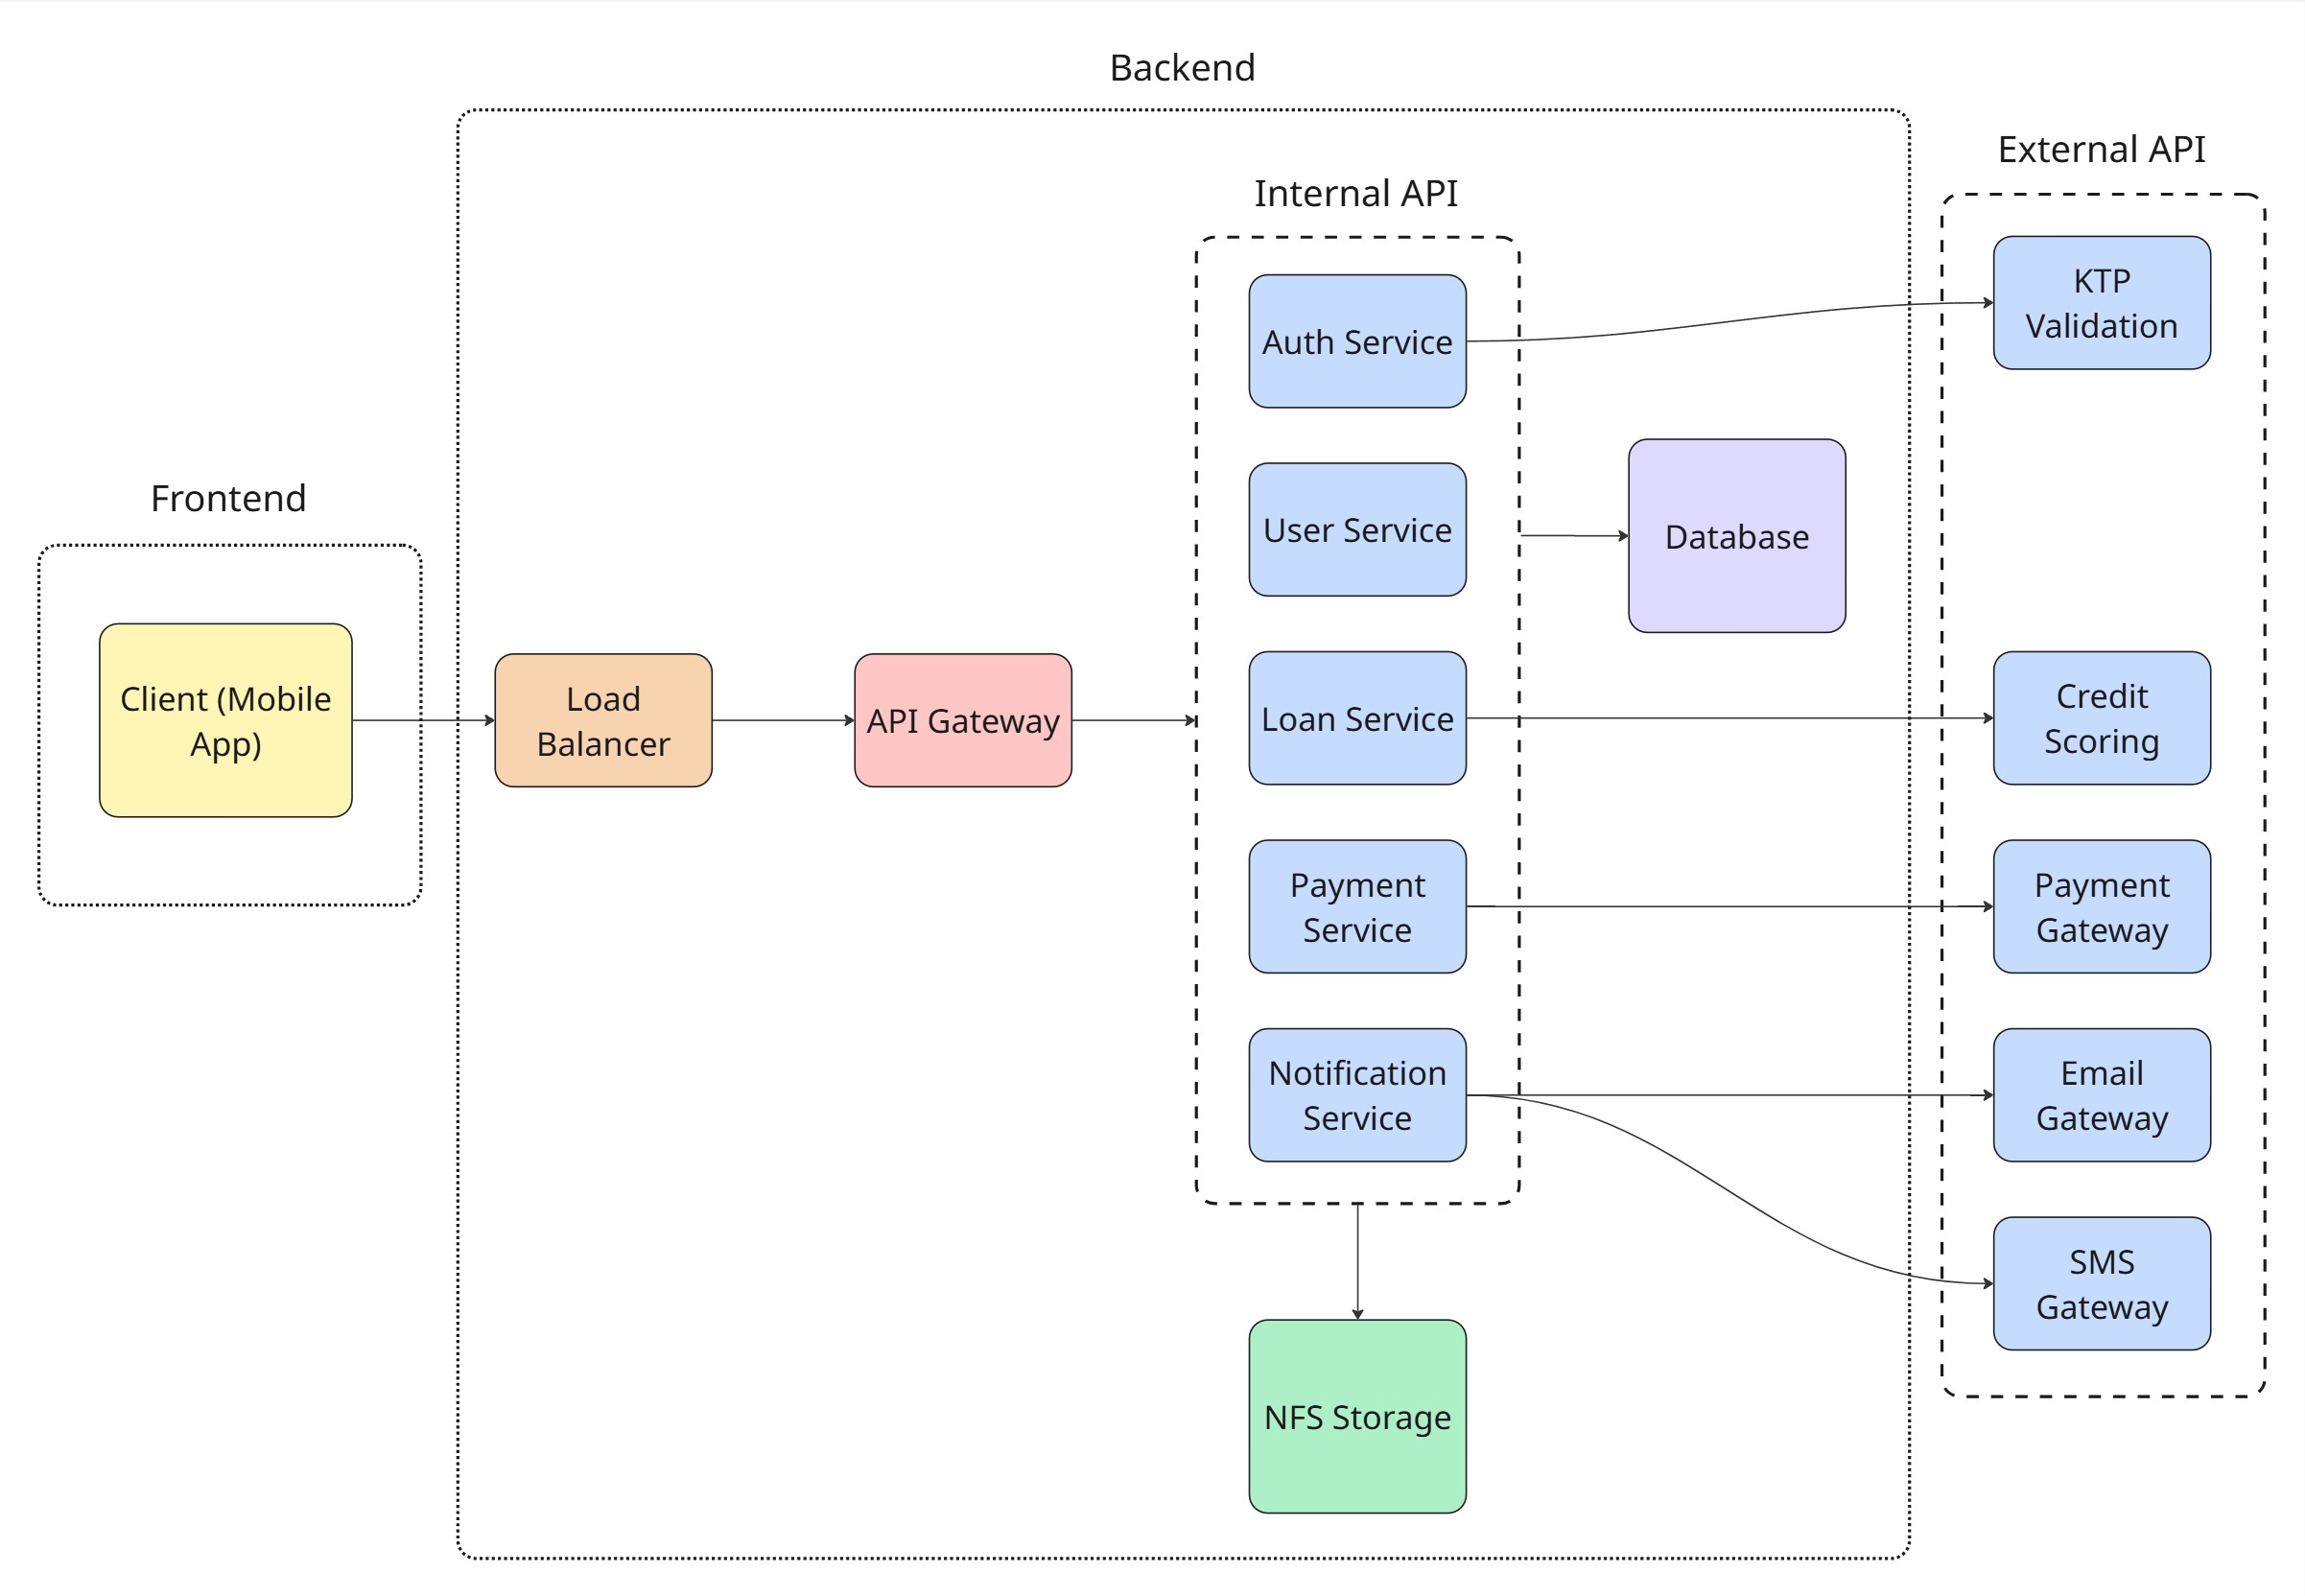 Backend
External API
Internal API
KTP
Validation
Auth Service
Frontend
User Service
Database
Client (Mobile
App)
Load
Balancer
API Gateway
Loan Service
Credit
Scoring
Payment
Service
Payment
Gateway
Notification
Service
Email
Gateway
SMS
Gateway
NFS Storage